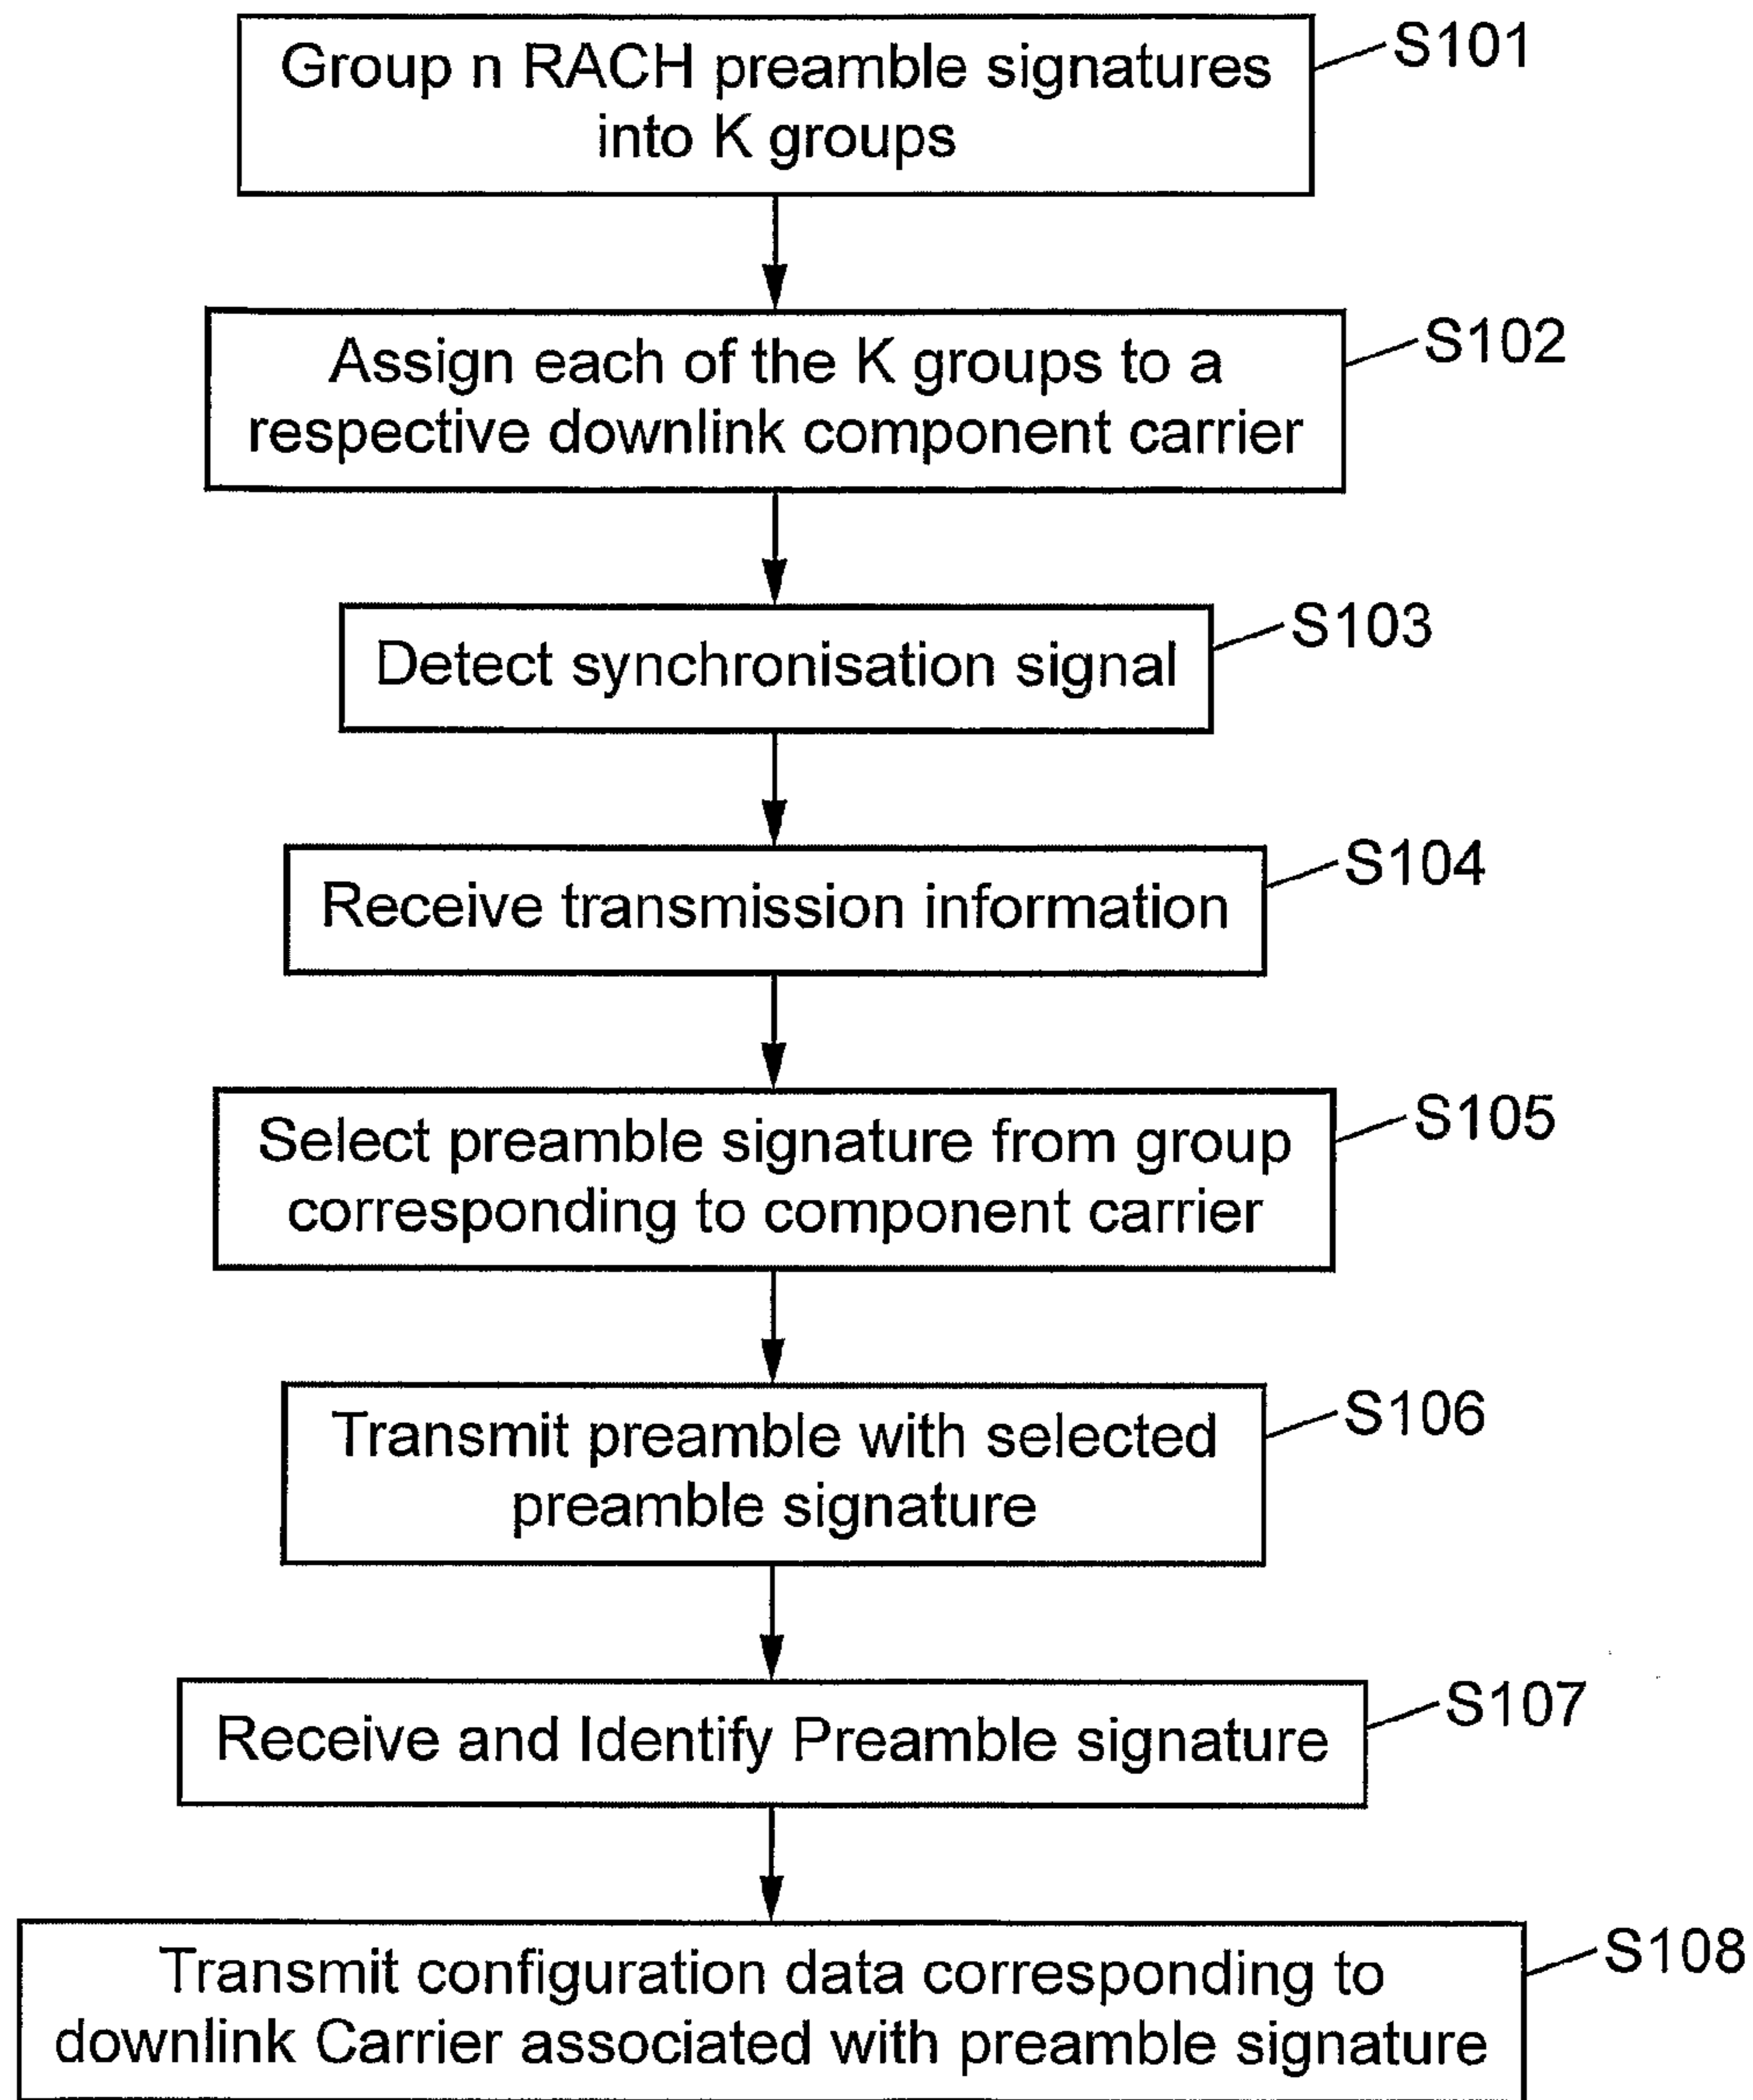 Group n RACH preamble signatures
into K groups
S101
Assign each of the K groups to a
respective downlink component carrier
S102
Detect synchronisation signal
S103
Receive transmission information
S104
Select preamble signature from group
corresponding to component carrier
S105
Transmit preamble with selected
preamble signature
S106
Receive and Identify Preamble signature
S107
Transmit configuration data corresponding to
downlink Carrier associated with preamble signature
S108